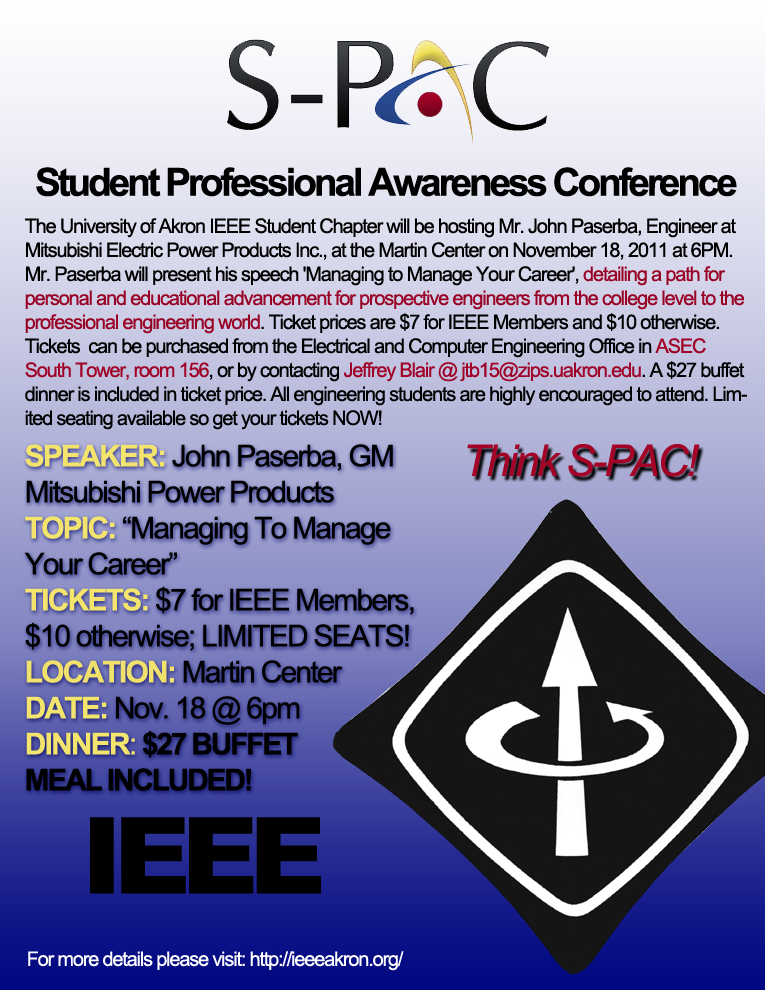 S-PAC
Student Professional Awareness Conference
The University of Akron IEEE Student Chapter will be hosting Mr. John Paserba, Engineer at
Mitsubishi Electric Power Products Inc., at the Martin Center on November 18, 2011 at 6PM.
Mr. Paserba will present his speech 'Managing to Manage Your Career', detailing a path for
personal and educational advancement for prospective engineers from the college level to the
professional engineering world. Ticket prices are $7 for IEEE Members and $10 otherwise.
Tickets  can be purchased from the Electrical and Computer Engineering Office in ASEC
South Tower, room 156, or by contacting Jeffrey Blair @ jtb15@zips.uakron.edu. A $27 buffet
dinner is included in ticket price. All engineering students are highly encouraged to attend. Lim-
ited seating available so get your tickets NOW!
SPEAKER: John Paserba, GM
Mitsubishi Power Products
TOPIC: “Managing To Manage
Your Career”
TICKETS: $7 for IEEE Members,
$10 otherwise; LIMITED SEATS!
LOCATION: Martin Center
DATE: Nov. 18 @ 6pm
DINNER: $27 BUFFET
MEAL INCLUDED!
Think S-PAC!
IEEE
For more details please visit: http://ieeeakron.org/